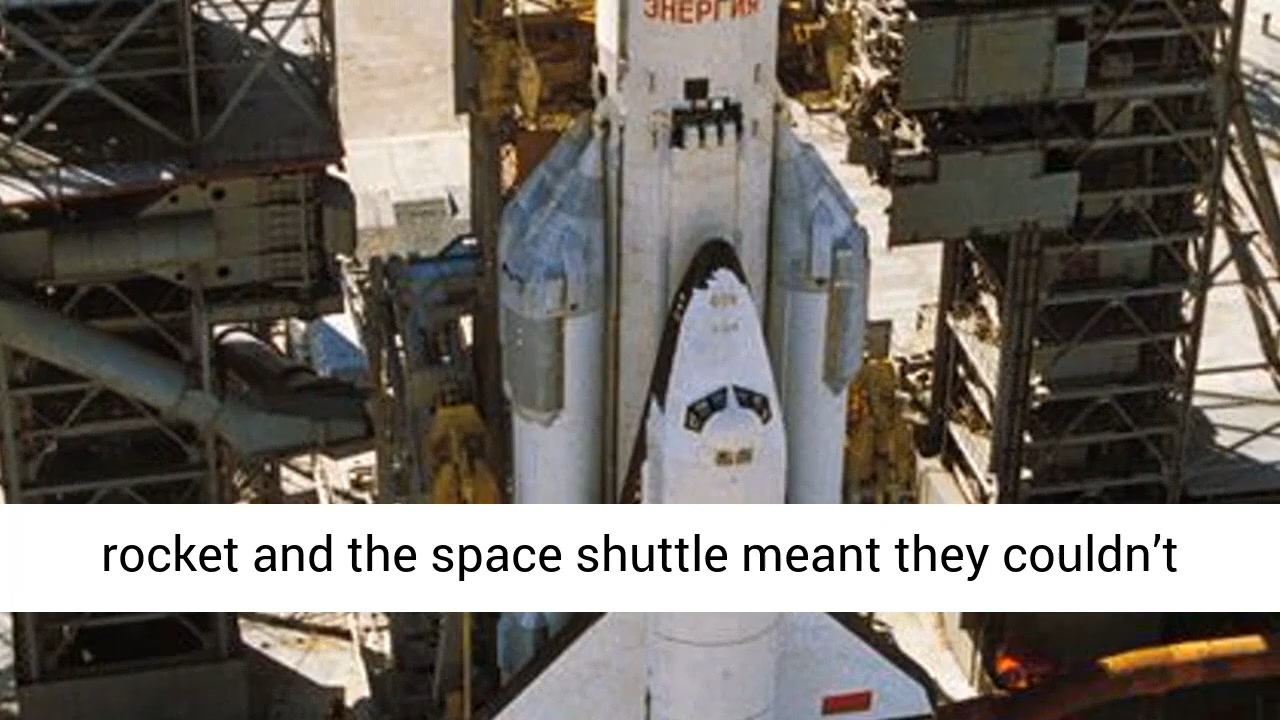 ЭНЕРГИЯ
rocket and the space shuttle meant they couldn’t